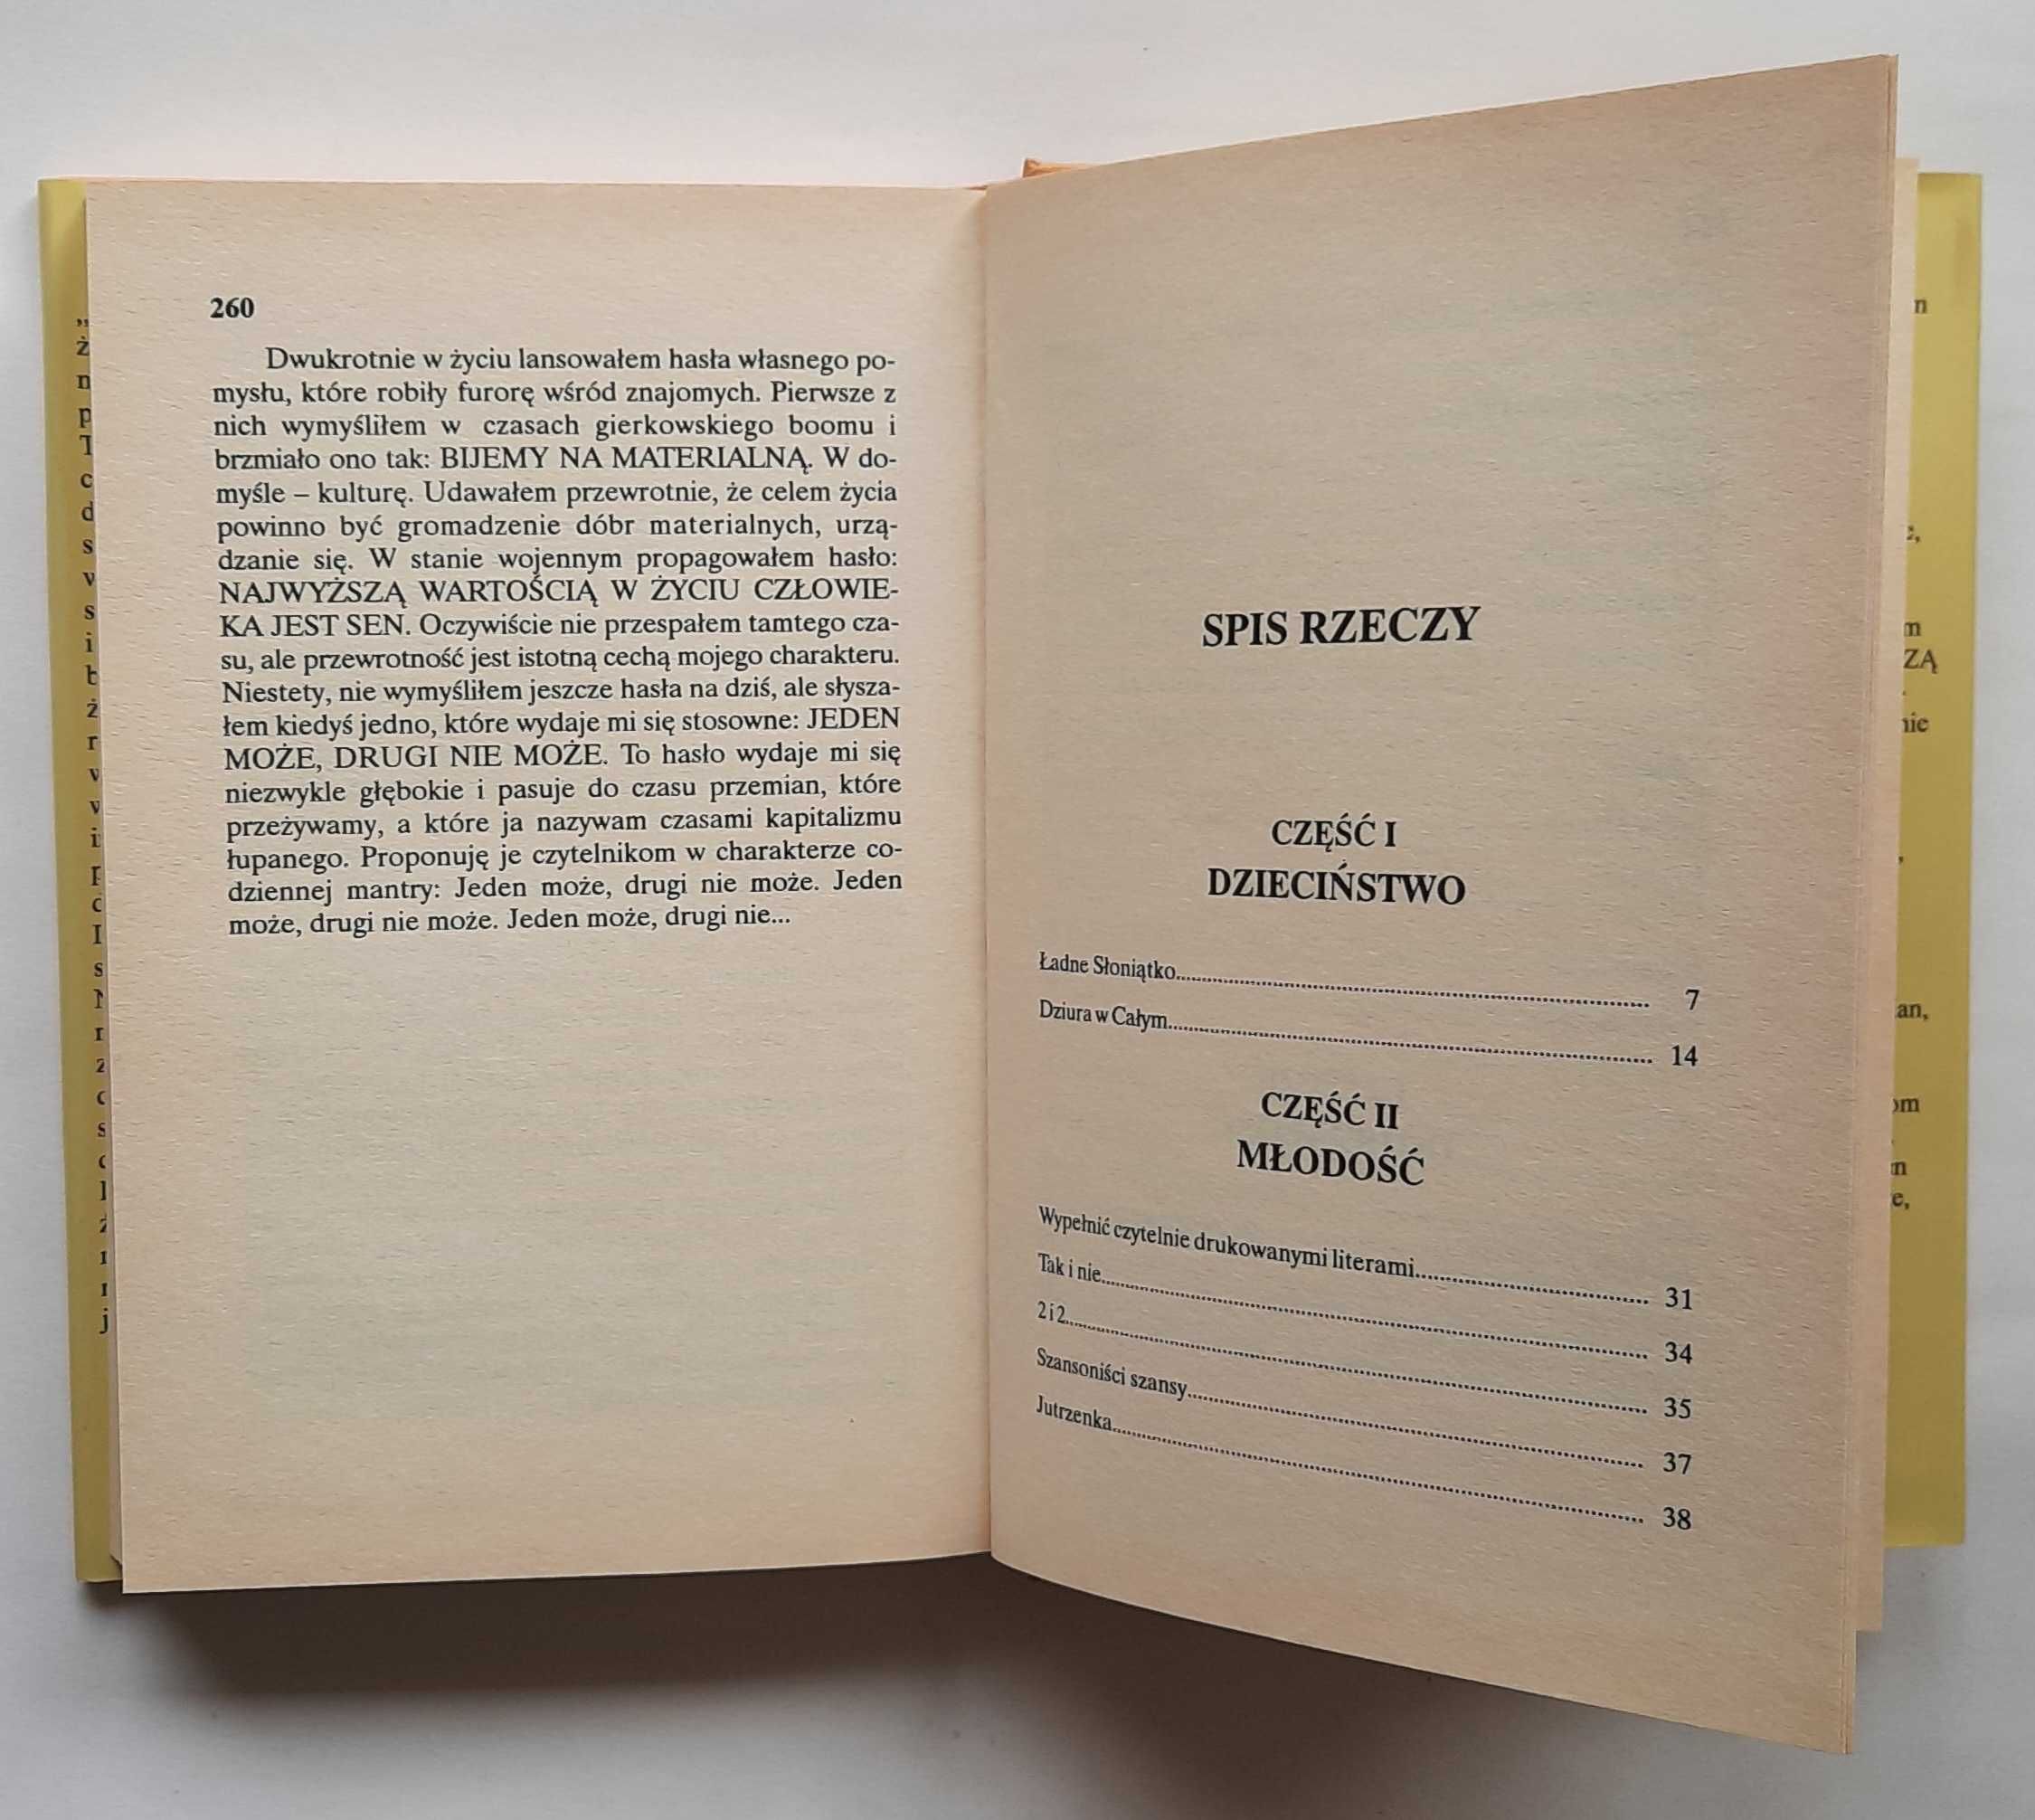 260
Dwukrotnie w życiu lansowałem hasła własnego po-
mysłu, które robiły furorę wśród znajomych. Pierwsze z
nich wymyśliłem w czasach gierkowskiego boomu i
brzmiało ono tak: BIJEMY NA MATERIALNĄ. W do-
myśle – kulturę. Udawałem przewrotnie, że celem życia
powinno być gromadzenie dóbr materialnych, urzą-
dzanie się. W stanie wojennym propagowałem hasło:
NAJWYŻSZĄ WARTOŚCIĄ W ŻYCIU CZŁOWIE-
KA JEST SEN. Oczywiście nie przespałem tamtego cza-
su, ale przewrotność jest istotną cechą mojego charakteru.
Niestety, nie wymyśliłem jeszcze hasła na dziś, ale słysza-
łem kiedyś jedno, które wydaje mi się stosowne: JEDEN
MOŻE, DRUGI NIE MOŻE. To hasło wydaje mi się
niezwykle głębokie i pasuje do czasu przemian, które
przeżywamy, a które ja nazywam czasami kapitalizmu
łupanego. Proponuję je czytelnikom w charakterze co-
dziennej mantry: Jeden może, drugi nie może. Jeden
może, drugi nie może. Jeden może, drugi nie...
SPIS RZECZY
CZĘŚĆ I
DZIECIŃSTWO
Ładne Słoniątko 7
Dziura w Całym 14
CZĘŚĆ II
MŁODOŚĆ
Wypełnić czytelnie drukowanymi literami 31
Tak i nie 34
2 i 2 35
Szansoniści szansy 37
Jutrzenka 38